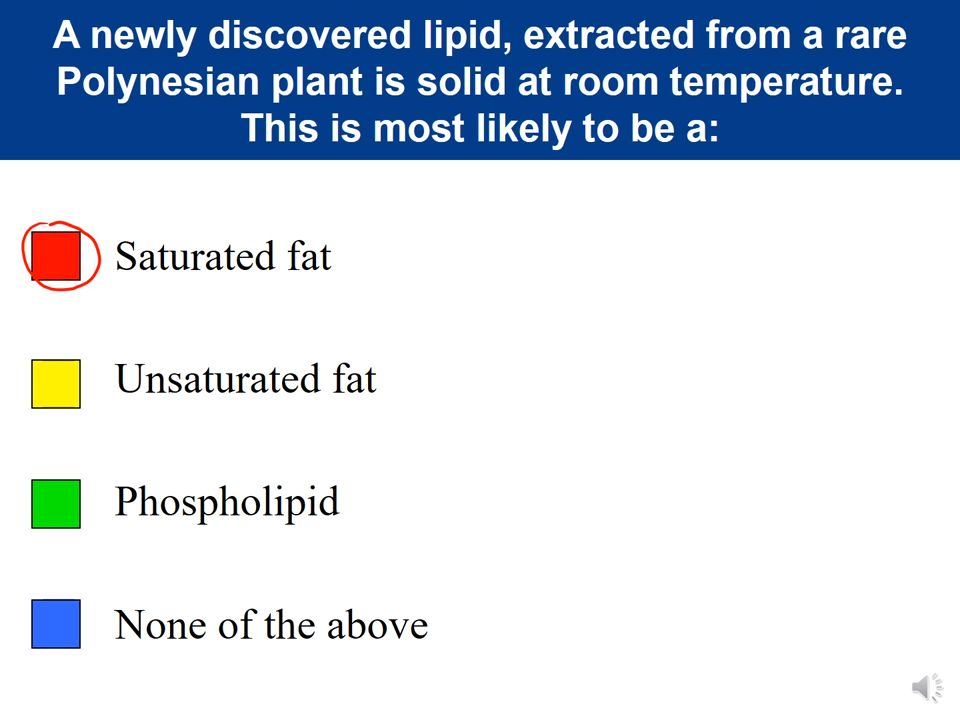 A newly discovered lipid, extracted from a rare
Polynesian plant is solid at room temperature.
This is most likely to be a:
Saturated fat
Unsaturated fat
Phospholipid
None of the above